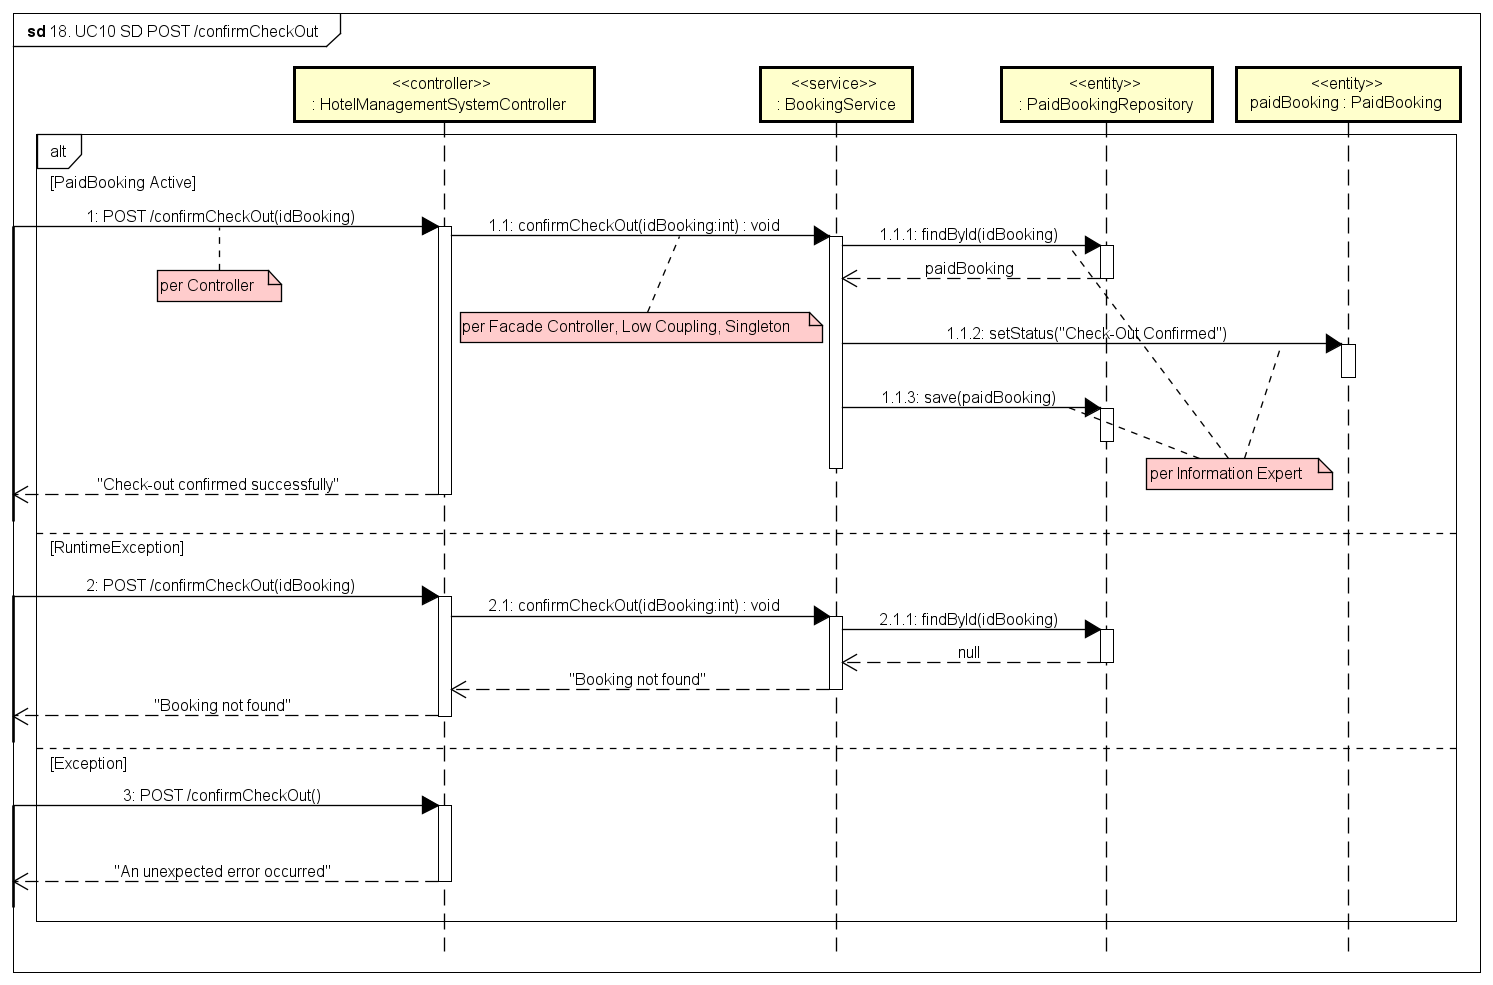 sd 18. UC10 SD POST /confirmCheckOut
<<controller>>
: HotelManagementSystemController
<<service>>
: BookingService
<<entity>>
: PaidBookingRepository
<<entity>>
paidBooking : PaidBooking
alt
[PaidBooking Active]
1: POST /confirmCheckOut(idBooking)
1.1: confirmCheckOut(idBooking:int) : void
1.1.1: findById(idBooking)
paidBooking
per Controller
per Facade Controller, Low Coupling, Singleton
1.1.2: setStatus("Check-Out Confirmed")
1.1.3: save(paidBooking)
per Information Expert
"Check-out confirmed successfully"
[RuntimeException]
2: POST /confirmCheckOut(idBooking)
2.1: confirmCheckOut(idBooking:int) : void
2.1.1: findById(idBooking)
null
"Booking not found"
"Booking not found"
[Exception]
3: POST /confirmCheckOut()
"An unexpected error occurred"